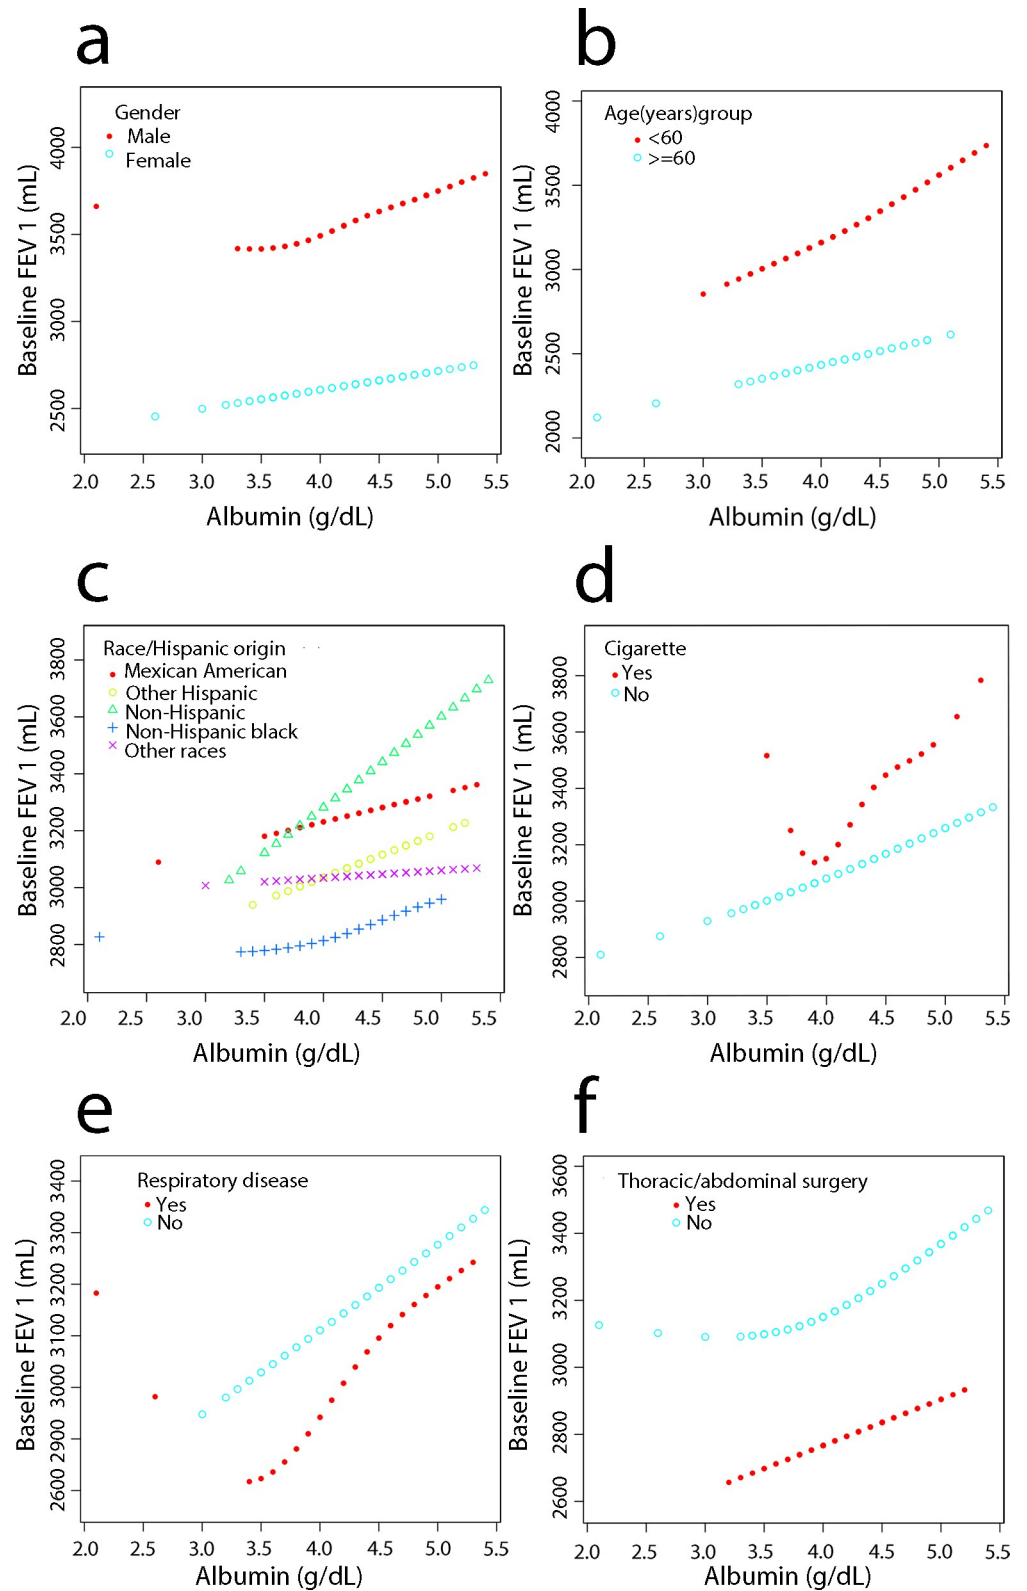 a
Gender
Male
Female
Baseline FEV 1 (mL)
4000
3500
3000
2500
2.0 2.5 3.0 3.5 4.0 4.5 5.0 5.5
Albumin (g/dL)
b
Age(years)group
<60
>=60
Baseline FEV 1 (mL)
4000
3500
3000
2500
2000
2.0 2.5 3.0 3.5 4.0 4.5 5.0 5.5
Albumin (g/dL)
c
Race/Hispanic origin
Mexican American
Other Hispanic
Non-Hispanic
Non-Hispanic black
Other races
Baseline FEV 1 (mL)
3800
3600
3400
3200
3000
2800
2.0 2.5 3.0 3.5 4.0 4.5 5.0 5.5
Albumin (g/dL)
d
Cigarette
Yes
No
Baseline FEV 1 (mL)
3800
3600
3400
3200
3000
2800
2.0 2.5 3.0 3.5 4.0 4.5 5.0 5.5
Albumin (g/dL)
e
Respiratory disease
Yes
No
Baseline FEV 1 (mL)
3400
3300
3200
3100
3000
2900
2600
2.0 2.5 3.0 3.5 4.0 4.5 5.0 5.5
Albumin (g/dL)
f
Thoracic/abdominal surgery
Yes
No
Baseline FEV 1 (mL)
3600
3400
3200
3000
2800
2600
2.0 2.5 3.0 3.5 4.0 4.5 5.0 5.5
Albumin (g/dL)